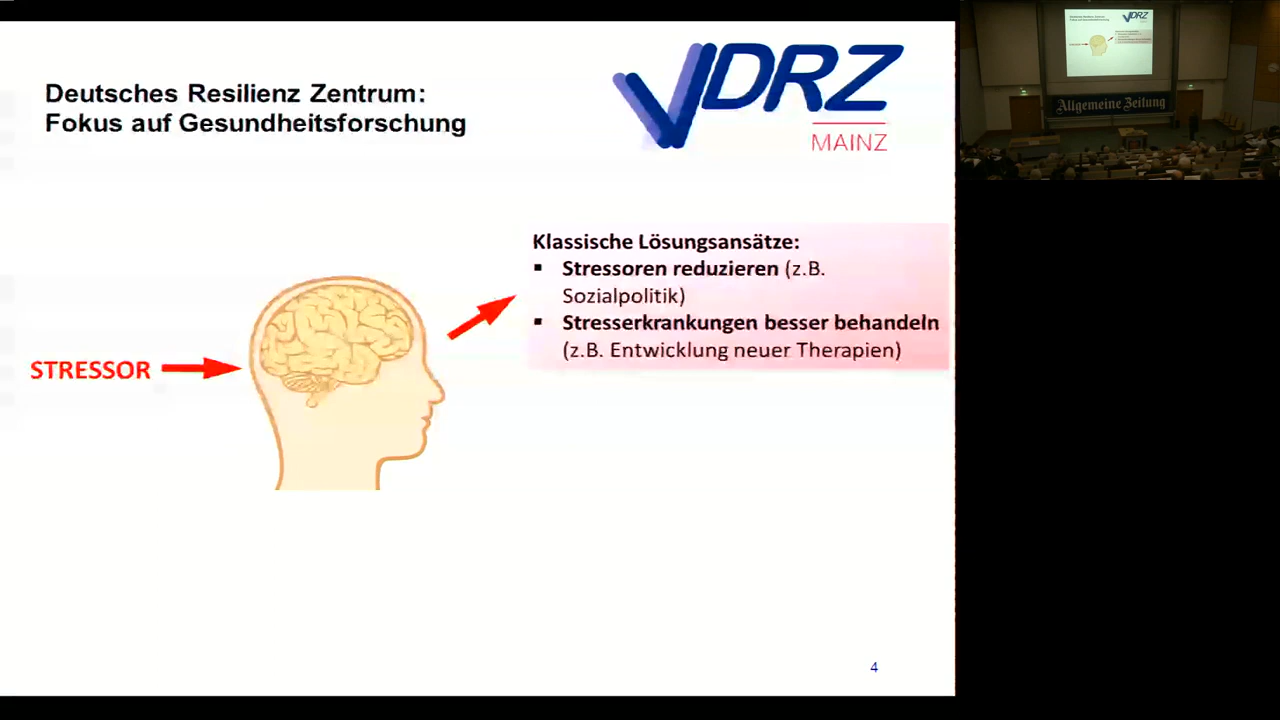 Deutsches Resilienz Zentrum:
Fokus auf Gesundheitsforschung
DRZ
MAINZ
Klassische Lösungsansätze:
▪ Stressoren reduzieren (z.B.
Sozialpolitik)
▪ Stresserkrankungen besser behandeln
(z.B. Entwicklung neuer Therapien)
STRESSOR
4
Allgemeine Zeitung